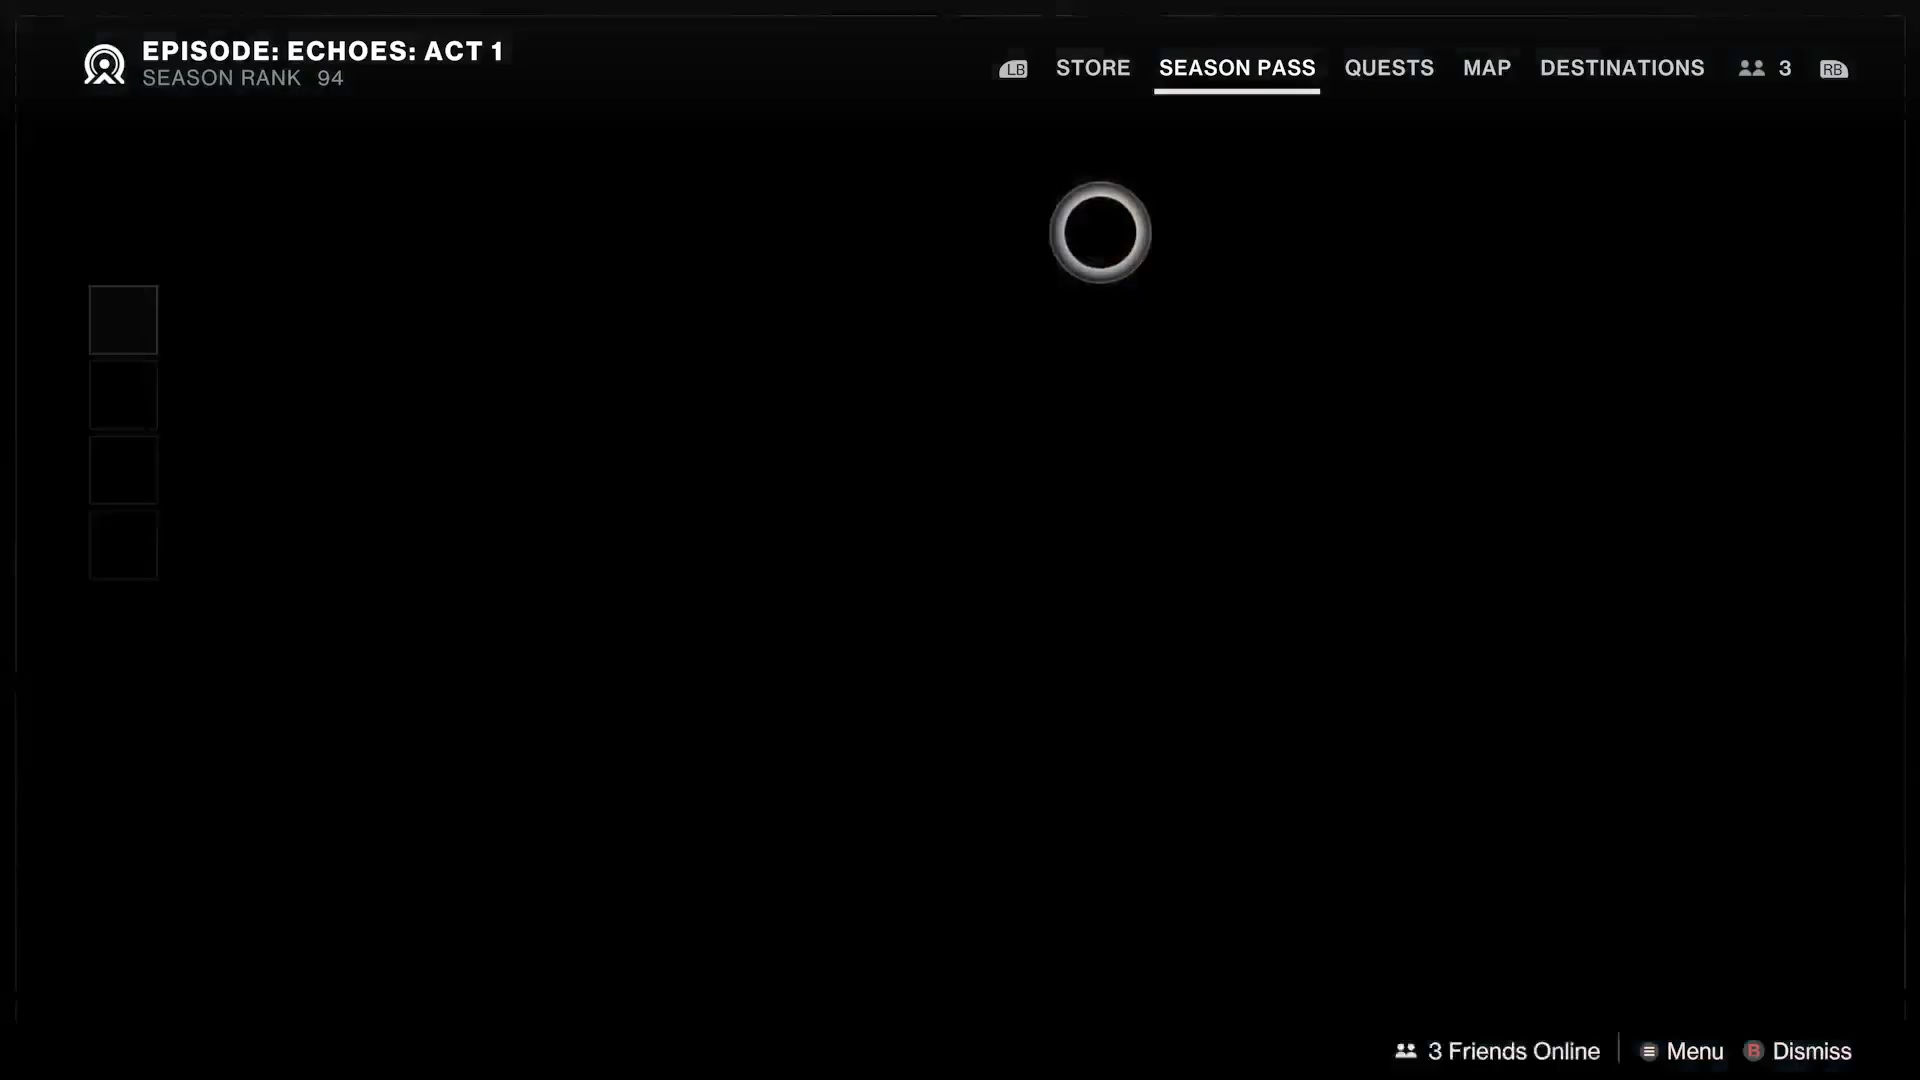 EPISODE: ECHOES: ACT 1
SEASON RANK 94
LB STORE SEASON PASS QUESTS MAP DESTINATIONS 3 RB
3 Friends Online Menu B Dismiss